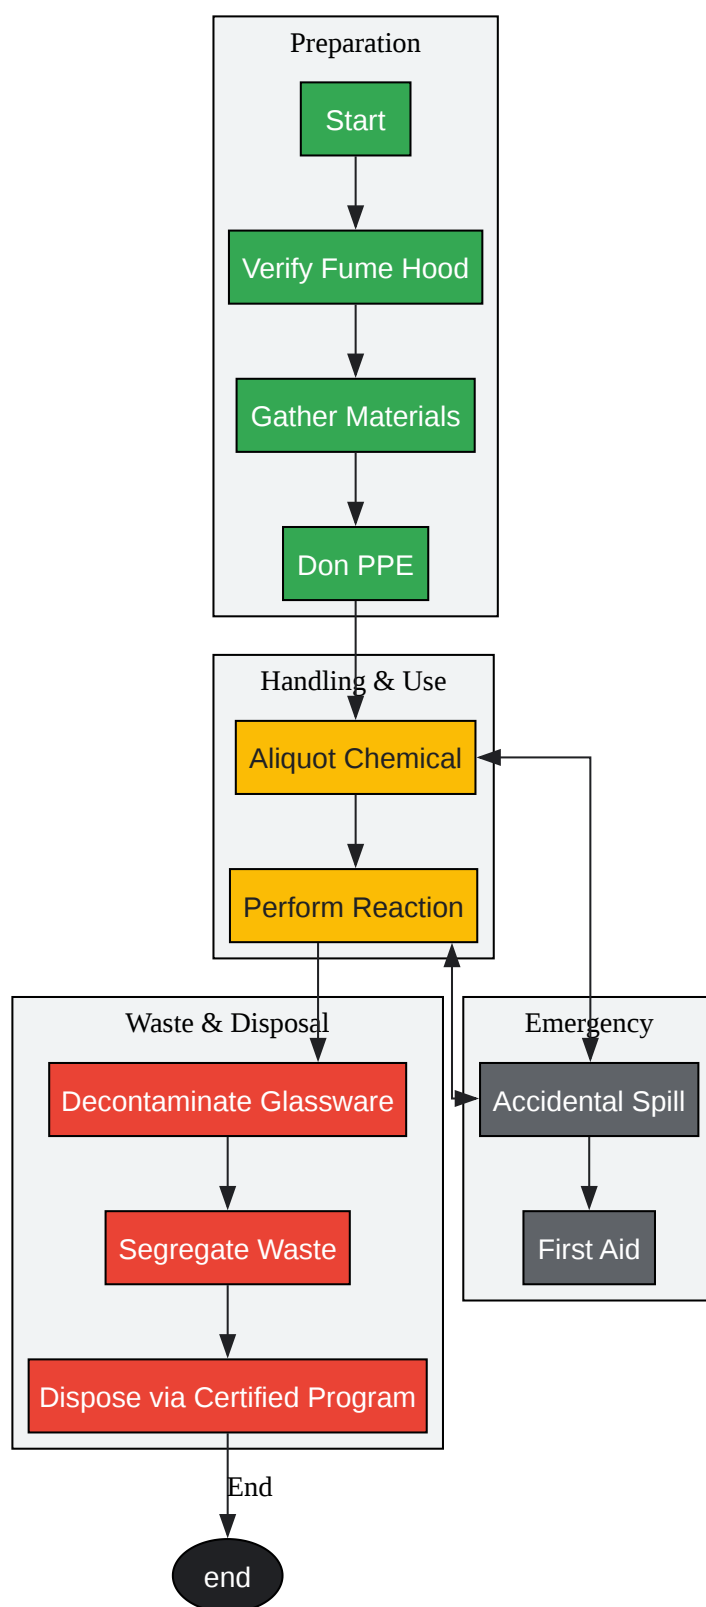 Preparation
Start
Verify Fume Hood
Gather Materials
Don PPE
Handling & Use
Aliquot Chemical
Perform Reaction
Waste & Disposal
Decontaminate Glassware
Segregate Waste
Dispose via Certified Program
Emergency
Accidental Spill
First Aid
End
end